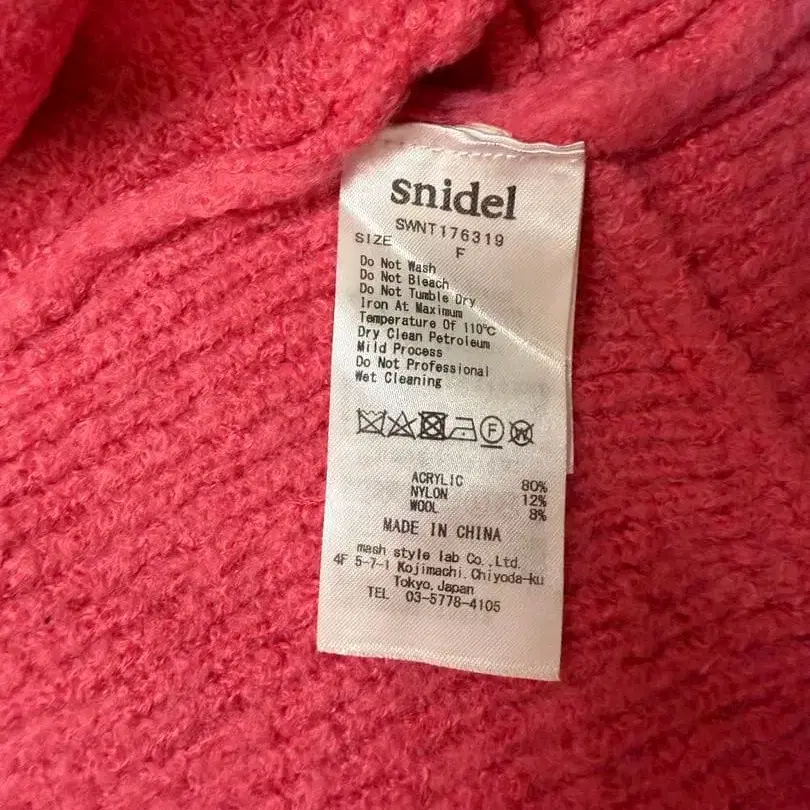 snidel
SWNT176319
SIZE F
Do Not Wash
Do Not Bleach
Do Not Tumble Dry
Iron At Maximum
Temperature Of 110℃
Dry Clean Petroleum
Mild Process
Do Not Professional
Wet Cleaning
F W
ACRYLIC 80%
NYLON 12%
WOOL 8%
MADE IN CHINA
mash style lab Co.,Ltd.
4F 5-7-1 Kojimachi.Chiyoda-ku
Tokyo.Japan
TEL 03-5778-4105